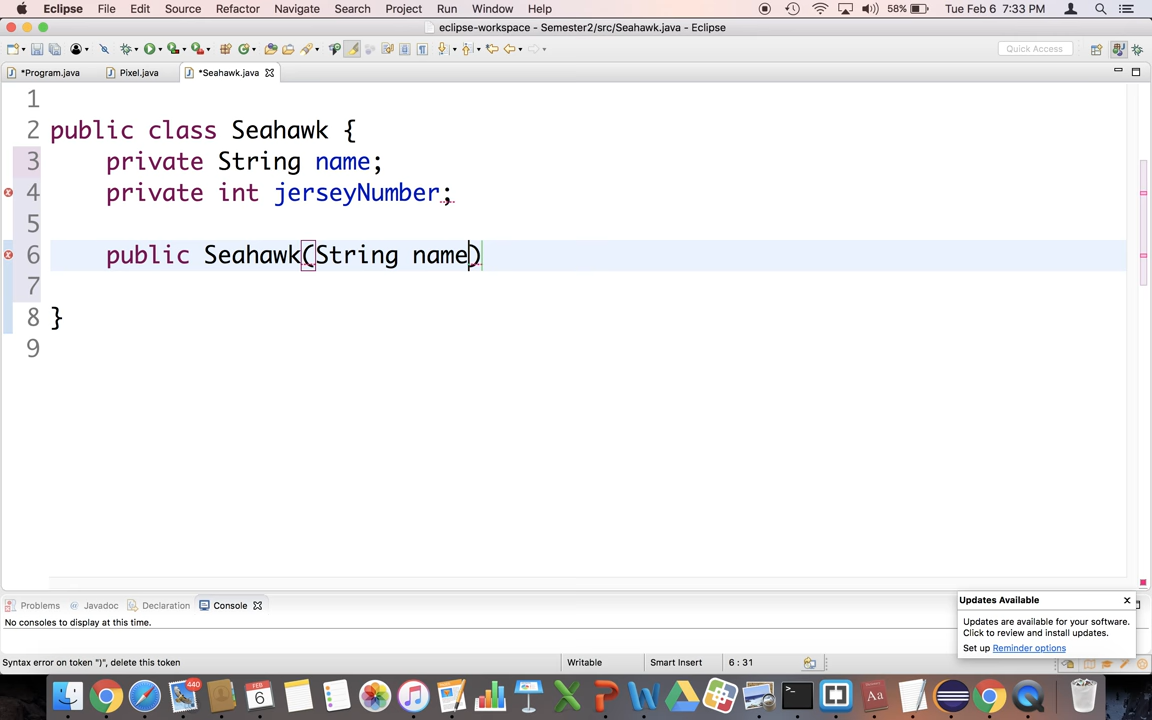 Eclipse File Edit Source Refactor Navigate Search Project Run Window Help 58% Tue Feb 6 7:33 PM
eclipse-workspace - Semester2/src/Seahawk.java - Eclipse
Quick Access
*Program.java Pixel.java *Seahawk.java
1
2 public class Seahawk {
3 private String name;
4 private int jerseyNumber;
5
6 public Seahawk(String name)
7
8 }
9
Problems Javadoc Declaration Console
No consoles to display at this time.
Updates Available
Updates are available for your software.
Click to review and install updates.
Set up Reminder options
Syntax error on token ")", delete this token Writable Smart Insert 6 : 31
440
FEB
6